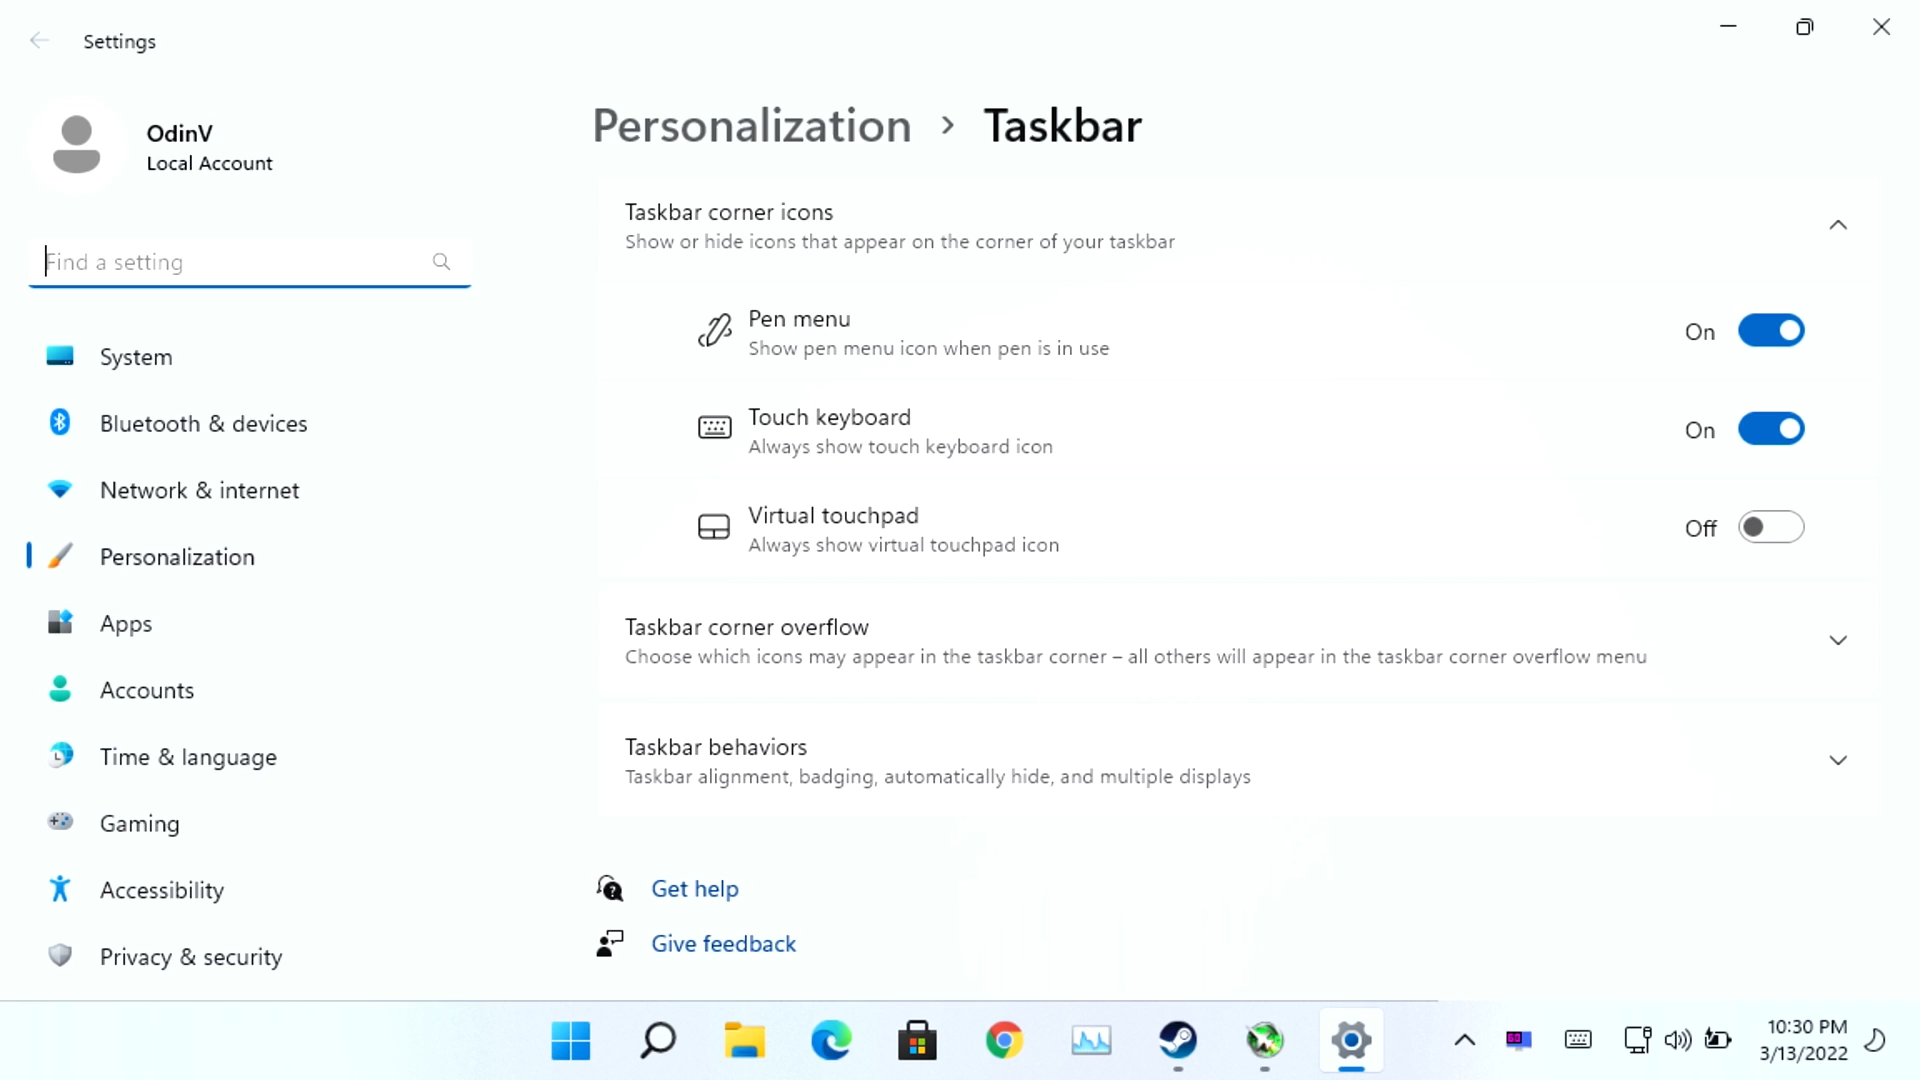 Settings
OdinV
Local Account
Find a setting
System
Bluetooth & devices
Network & internet
Personalization
Apps
Accounts
Time & language
Gaming
Accessibility
Privacy & security
Personalization › Taskbar
Taskbar corner icons
Show or hide icons that appear on the corner of your taskbar
Pen menu
Show pen menu icon when pen is in use
On
Touch keyboard
Always show touch keyboard icon
On
Virtual touchpad
Always show virtual touchpad icon
Off
Taskbar corner overflow
Choose which icons may appear in the taskbar corner – all others will appear in the taskbar corner overflow menu
Taskbar behaviors
Taskbar alignment, badging, automatically hide, and multiple displays
Get help
Give feedback
10:30 PM
3/13/2022